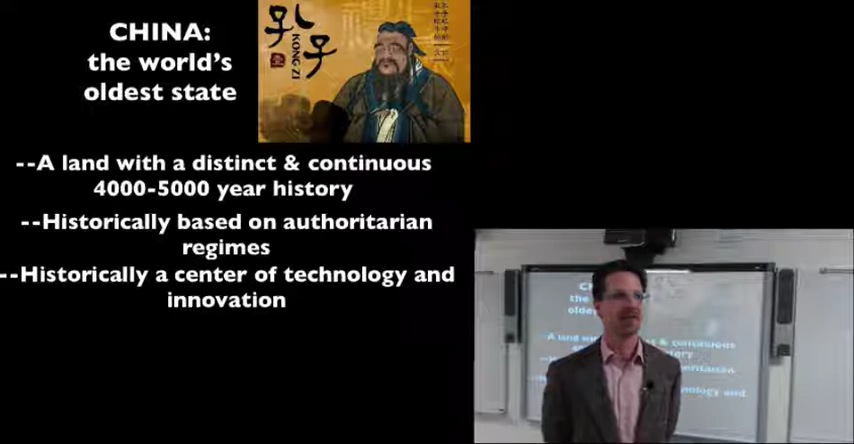 CHINA:
the world's
oldest state
孔子
KONG ZI
--A land with a distinct & continuous
4000-5000 year history
--Historically based on authoritarian
regimes
--Historically a center of technology and
innovation